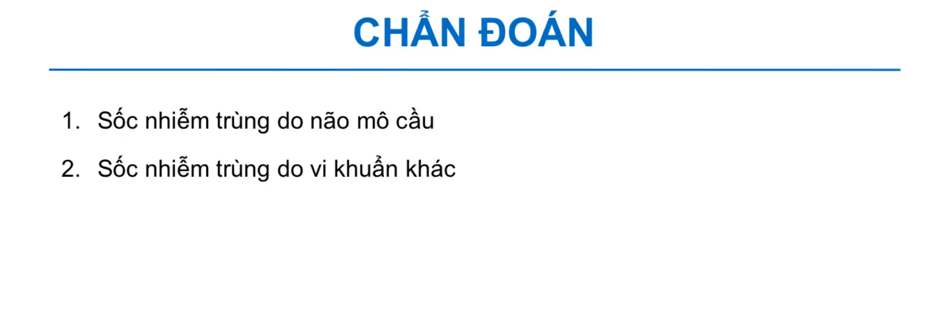 CHẨN ĐOÁN
1. Sốc nhiễm trùng do não mô cầu
2. Sốc nhiễm trùng do vi khuẩn khác